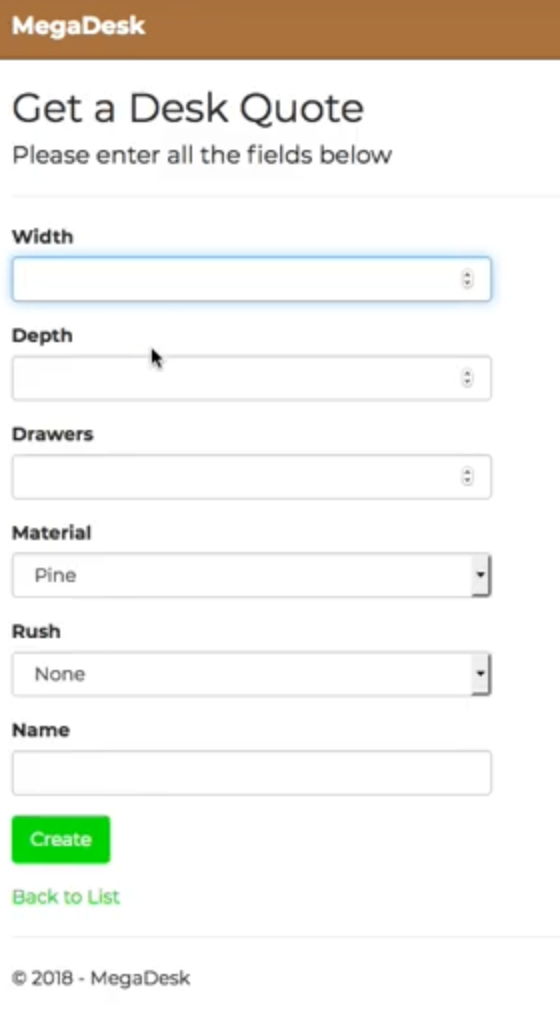 MegaDesk
Get a Desk Quote
Please enter all the fields below
Width
Depth
Drawers
Material
Pine
Rush
None
Name
Create
Back to List
© 2018 - MegaDesk